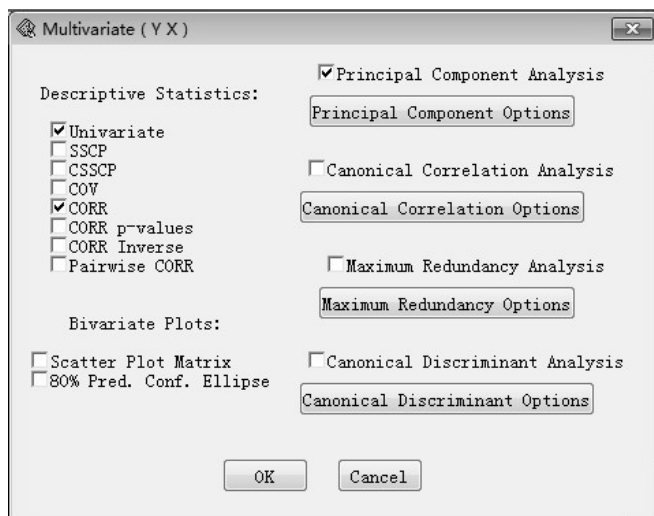 Multivariate ( Y X )
Descriptive Statistics:
Univariate
SSCP
CSSCP
COV
CORR
CORR p-values
CORR Inverse
Pairwise CORR
Bivariate Plots:
Scatter Plot Matrix
80% Pred. Conf. Ellipse
Principal Component Analysis
Principal Component Options
Canonical Correlation Analysis
Canonical Correlation Options
Maximum Redundancy Analysis
Maximum Redundancy Options
Canonical Discriminant Analysis
Canonical Discriminant Options
OK
Cancel